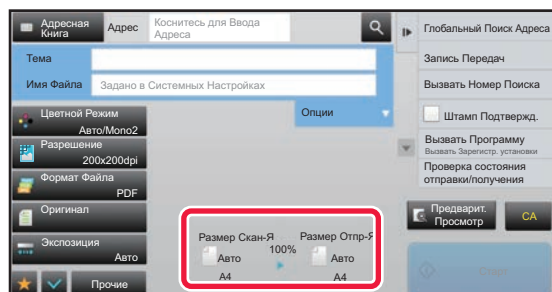 Адресная
Книга
Адрес
Коснитесь для Ввода
Адреса
Тема
Имя Файла
Задано в Системных Настройках
Цветной Режим
Авто/Mono2
Разрешение
200x200dpi
Формат Файла
PDF
Оригинал
Экспозиция
Авто
Прочие
Опции
Размер Скан-Я
Размер Отпр-Я
100%
Авто
Авто
A4
A4
Глобальный Поиск Адреса
Запись Передач
Вызвать Номер Поиска
Штамп Подтвержд.
Вызвать Программу
Вызвать Зарегистр. установки
Проверка состояния
отправки/получения
Предварит.
Просмотр
CA
Старт